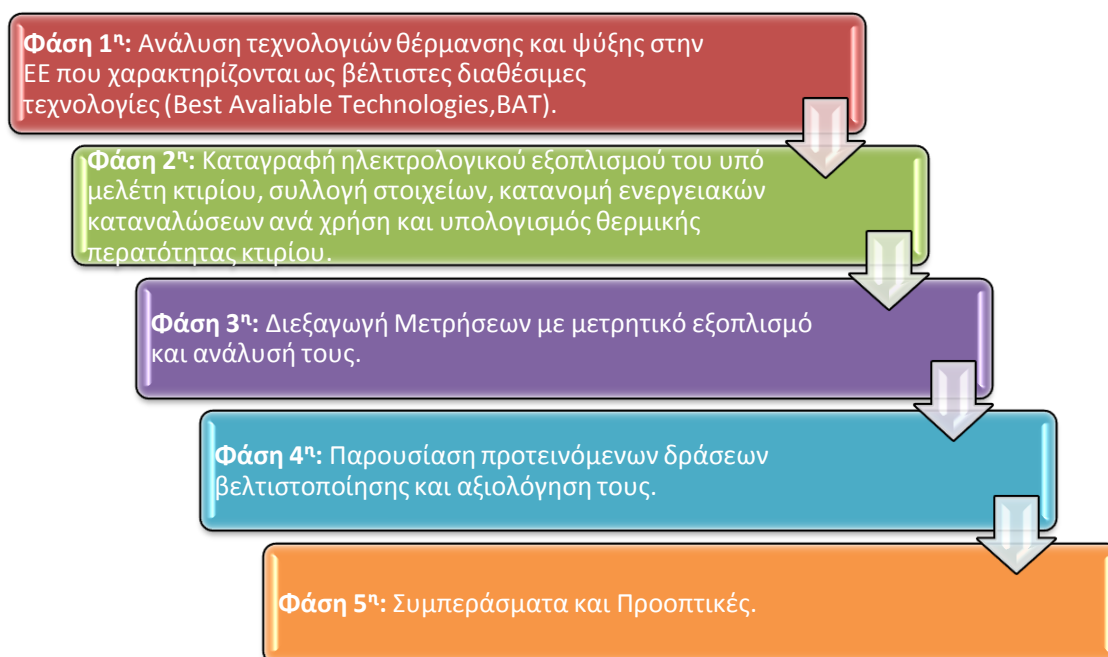 Φάση 1η: Ανάλυση τεχνολογιών θέρμανσης και ψύξης στην
ΕΕ που χαρακτηρίζονται ως βέλτιστες διαθέσιμες
τεχνολογίες (Best Avaliable Technologies,BAT).
Φάση 2η: Καταγραφή ηλεκτρολογικού εξοπλισμού του υπό
μελέτη κτιρίου, συλλογή στοιχείων, κατανομή ενεργειακών
καταναλώσεων ανά χρήση και υπολογισμός θερμικής
περατότητας κτιρίου.
Φάση 3η: Διεξαγωγή Μετρήσεων με μετρητικό εξοπλισμό
και ανάλυσή τους.
Φάση 4η: Παρουσίαση προτεινόμενων δράσεων
βελτιστοποίησης και αξιολόγηση τους.
Φάση 5η: Συμπεράσματα και Προοπτικές.